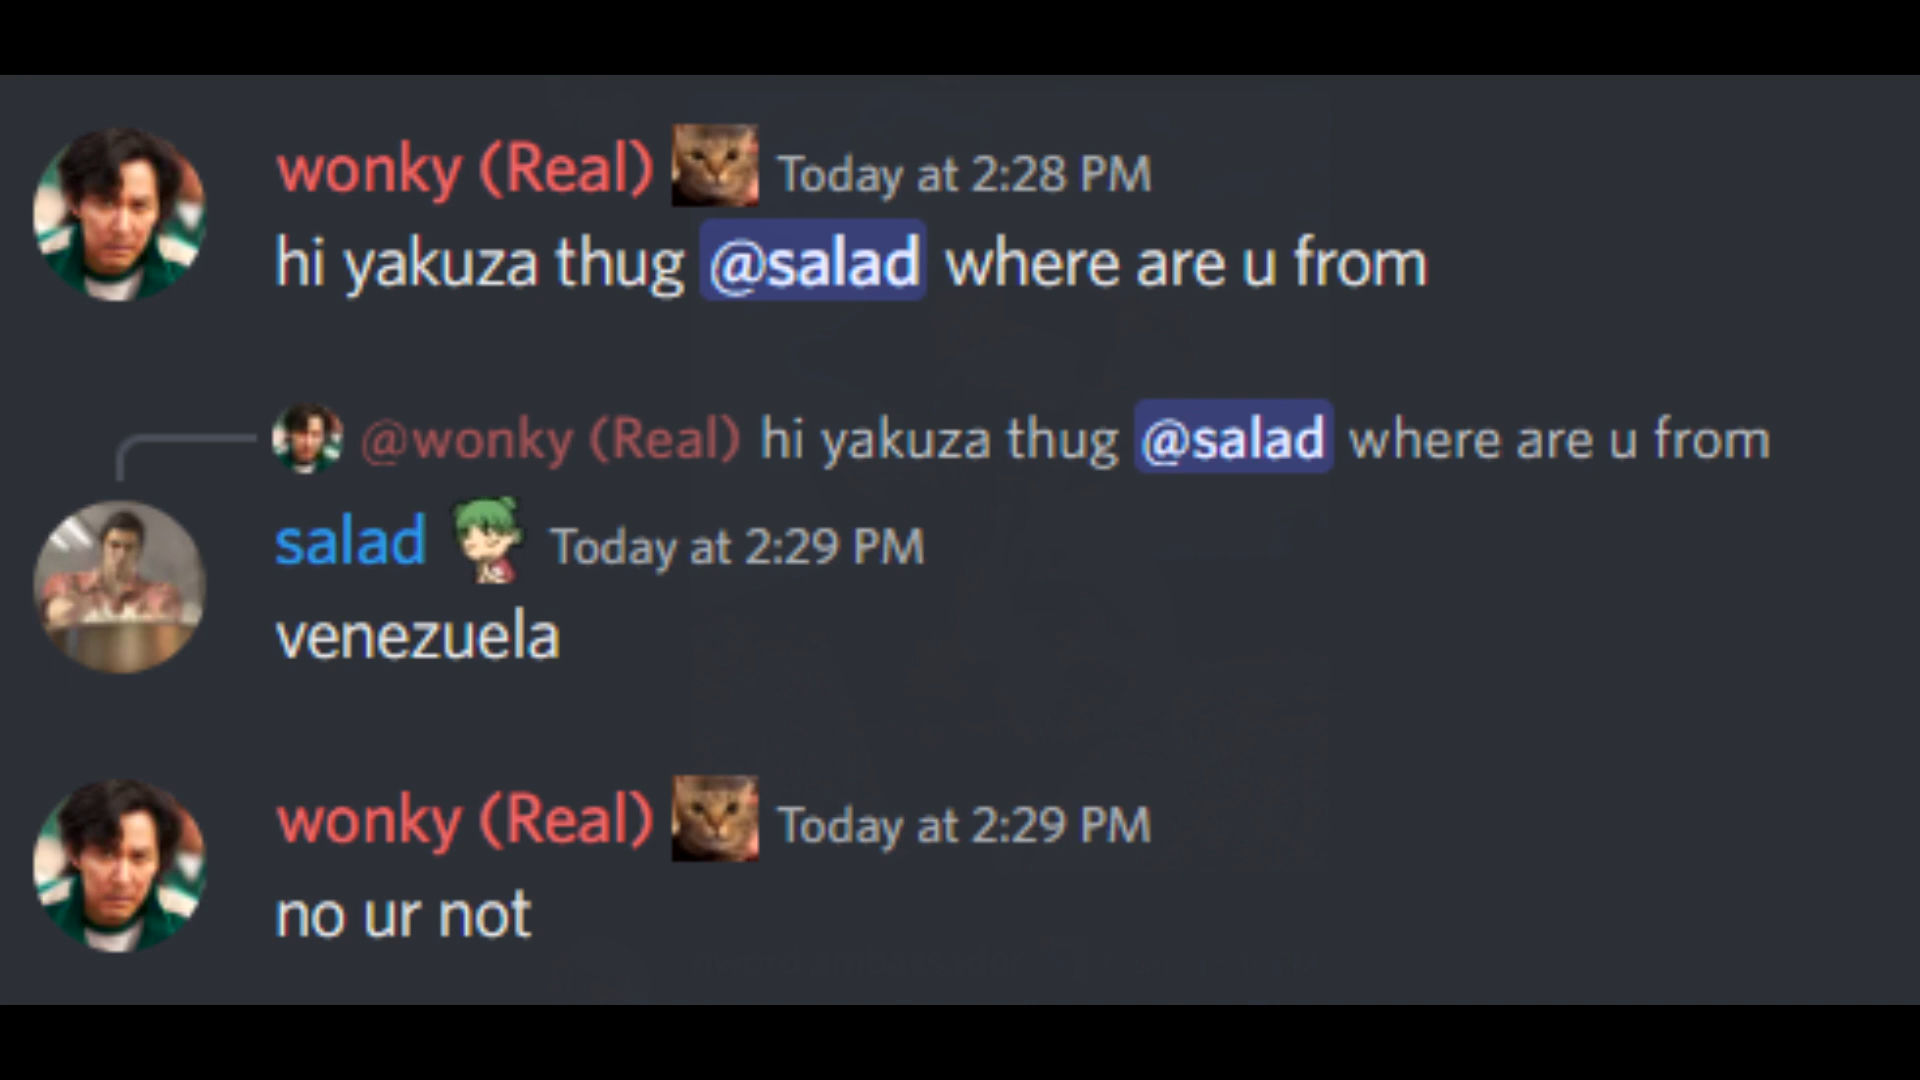 wonky (Real) Today at 2:28 PM
hi yakuza thug @salad where are u from
@wonky (Real) hi yakuza thug @salad where are u from
salad Today at 2:29 PM
venezuela
wonky (Real) Today at 2:29 PM
no ur not